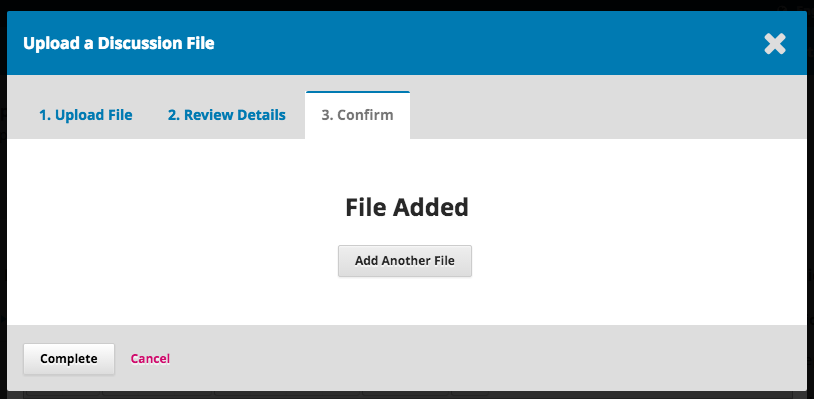 Upload a Discussion File
1. Upload File 2. Review Details 3. Confirm
File Added
Add Another File
Complete Cancel